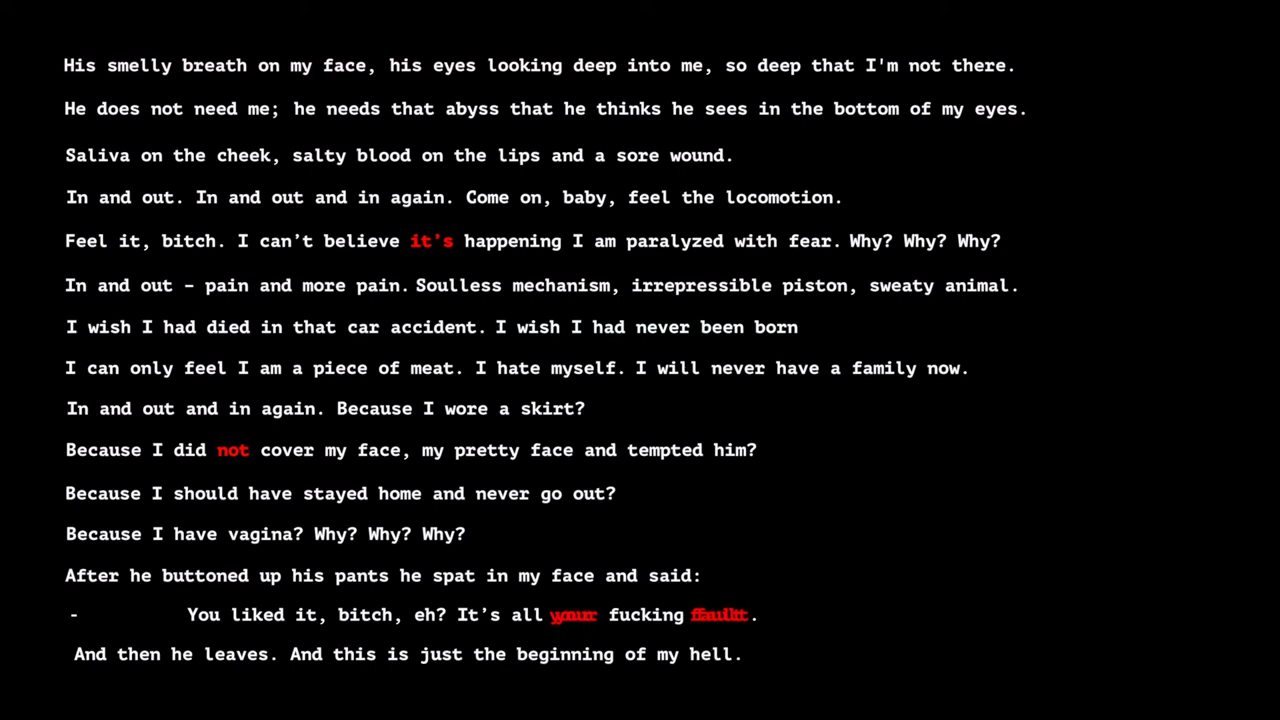 His smelly breath on my face, his eyes looking deep into me, so deep that I'm not there.
He does not need me; he needs that abyss that he thinks he sees in the bottom of my eyes.
Saliva on the cheek, salty blood on the lips and a sore wound.
In and out. In and out and in again. Come on, baby, feel the locomotion.
Feel it, bitch. I can’t believe it’s happening I am paralyzed with fear. Why? Why? Why?
In and out – pain and more pain. Soulless mechanism, irrepressible piston, sweaty animal.
I wish I had died in that car accident. I wish I had never been born
I can only feel I am a piece of meat. I hate myself. I will never have a family now.
In and out and in again. Because I wore a skirt?
Because I did not cover my face, my pretty face and tempted him?
Because I should have stayed home and never go out?
Because I have vagina? Why? Why? Why?
After he buttoned up his pants he spat in my face and said:
- You liked it, bitch, eh? It’s all your fucking fault.
And then he leaves. And this is just the beginning of my hell.